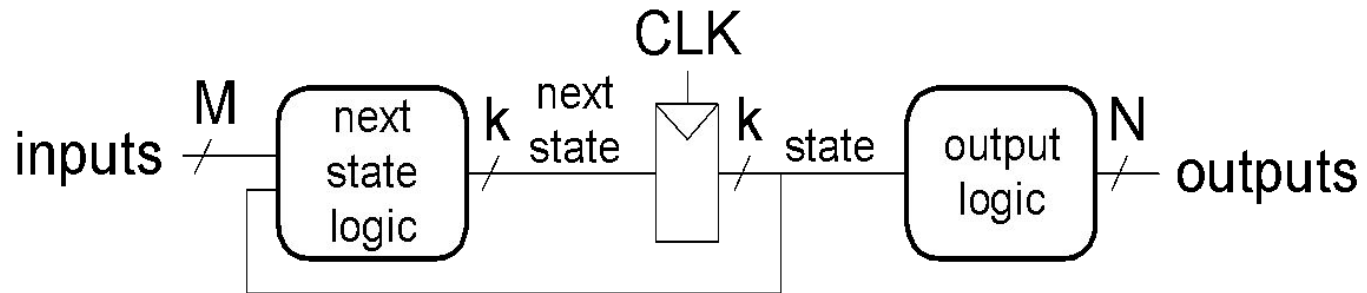 CLK
inputs
M
next
state
logic
k
next
state
k
state
output
logic
N
outputs